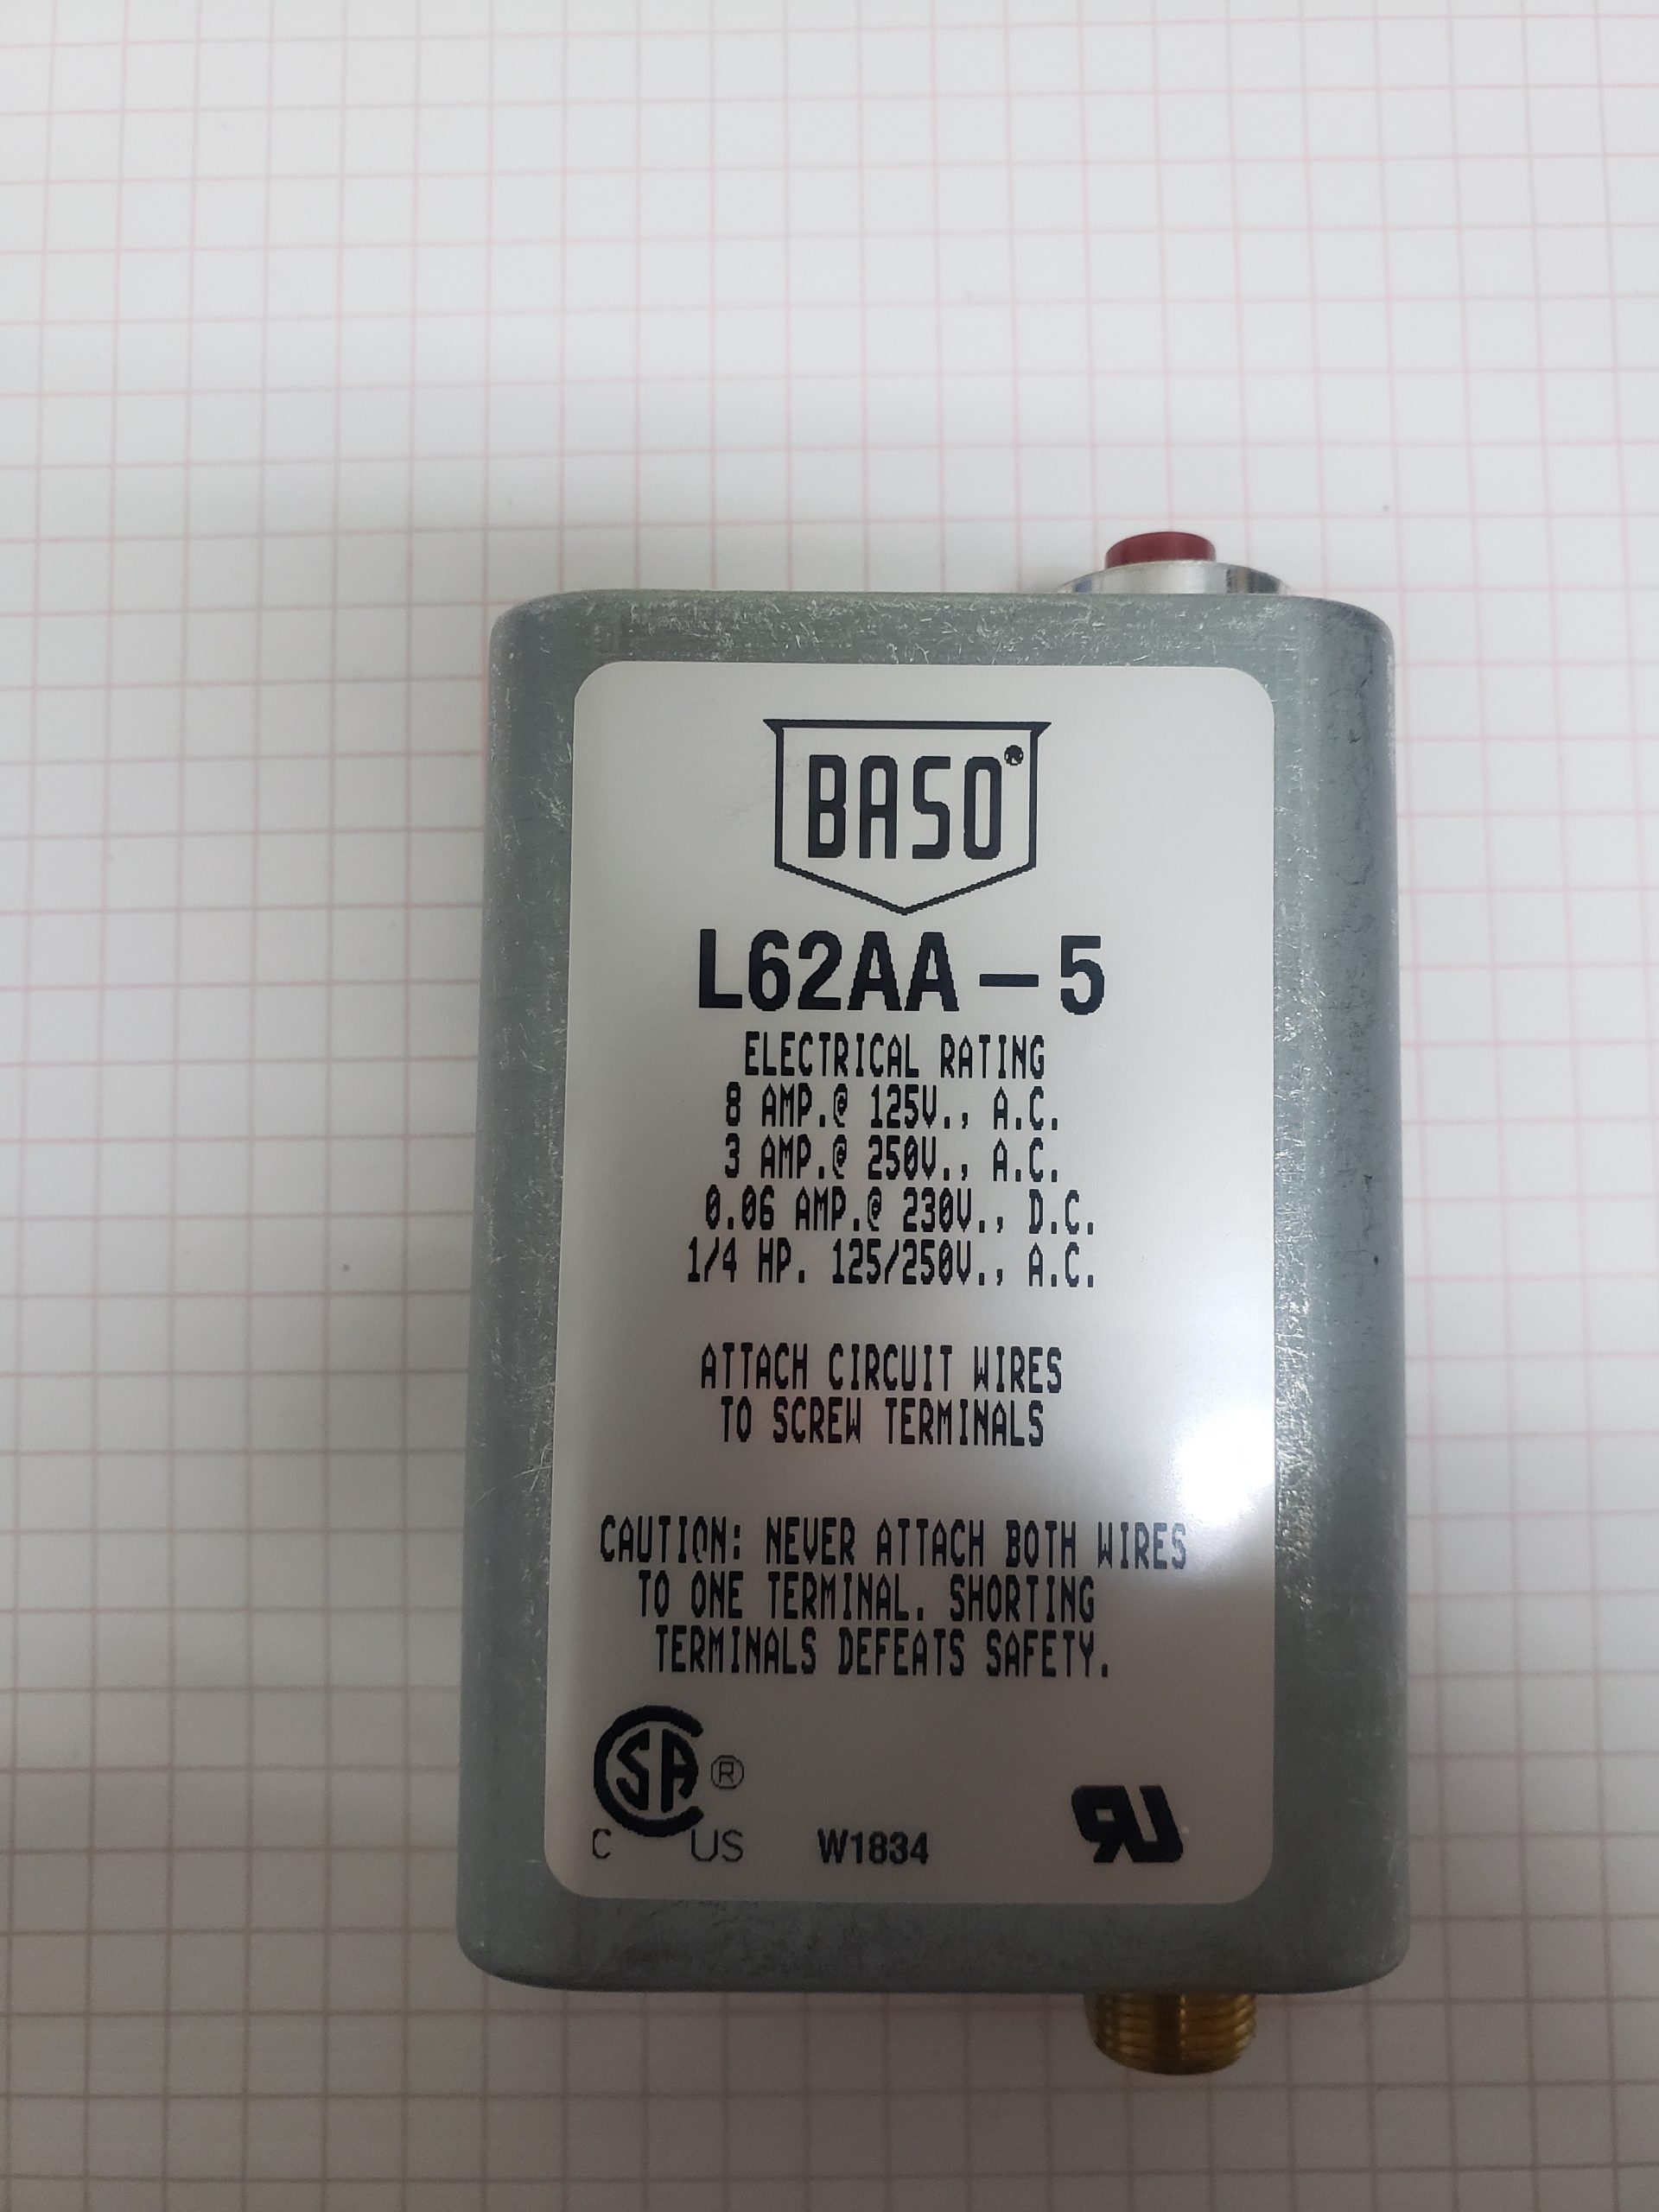 BASO®
L62AA-5
ELECTRICAL RATING
8 AMP.@ 125V., A.C.
3 AMP.@ 250V., A.C.
0.06 AMP.@ 230V., D.C.
1/4 HP. 125/250V., A.C.
ATTACH CIRCUIT WIRES
TO SCREW TERMINALS
CAUTION: NEVER ATTACH BOTH WIRES
TO ONE TERMINAL. SHORTING
TERMINALS DEFEATS SAFETY.
CSA ®
C US W1834 RU